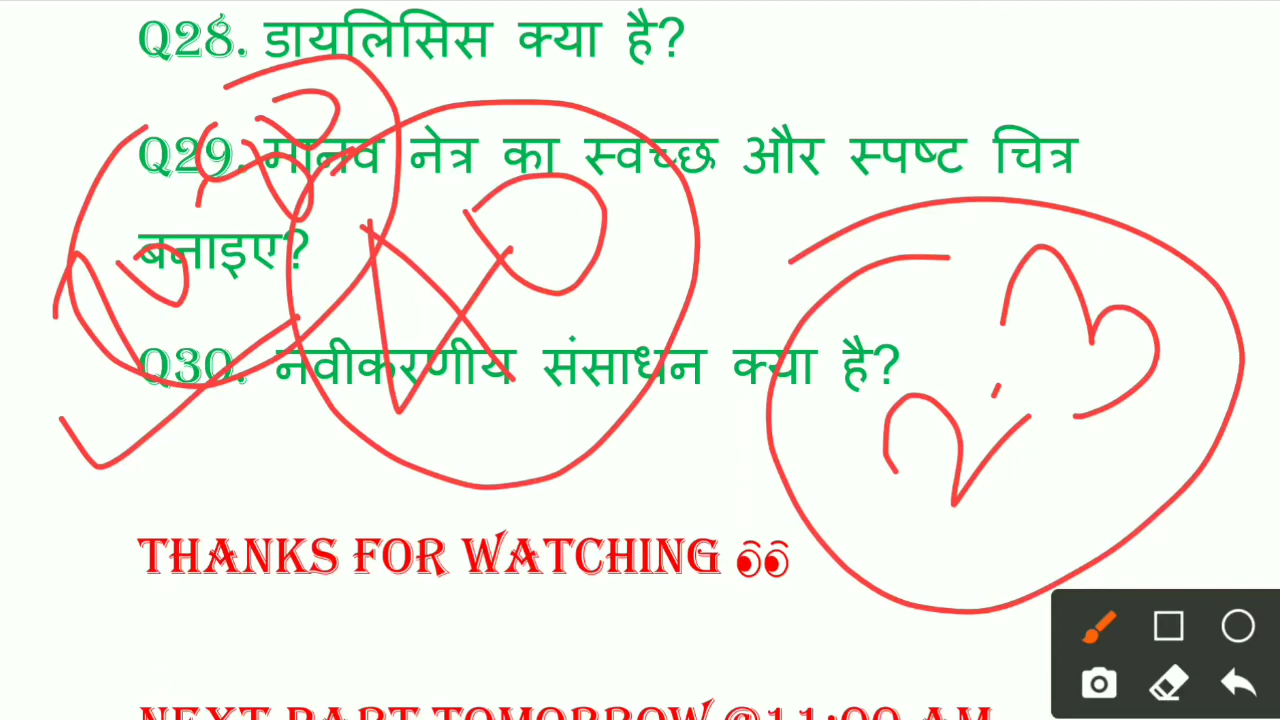 Q28. डायलिसिस क्या है?
Q29. मानव नेत्र का स्वच्छ और स्पष्ट चित्र
बनाइए?
Q30. नवीकरणीय संसाधन क्या है?
THANKS FOR WATCHING 👀
NEXT PART TOMORROW @11:00 AM